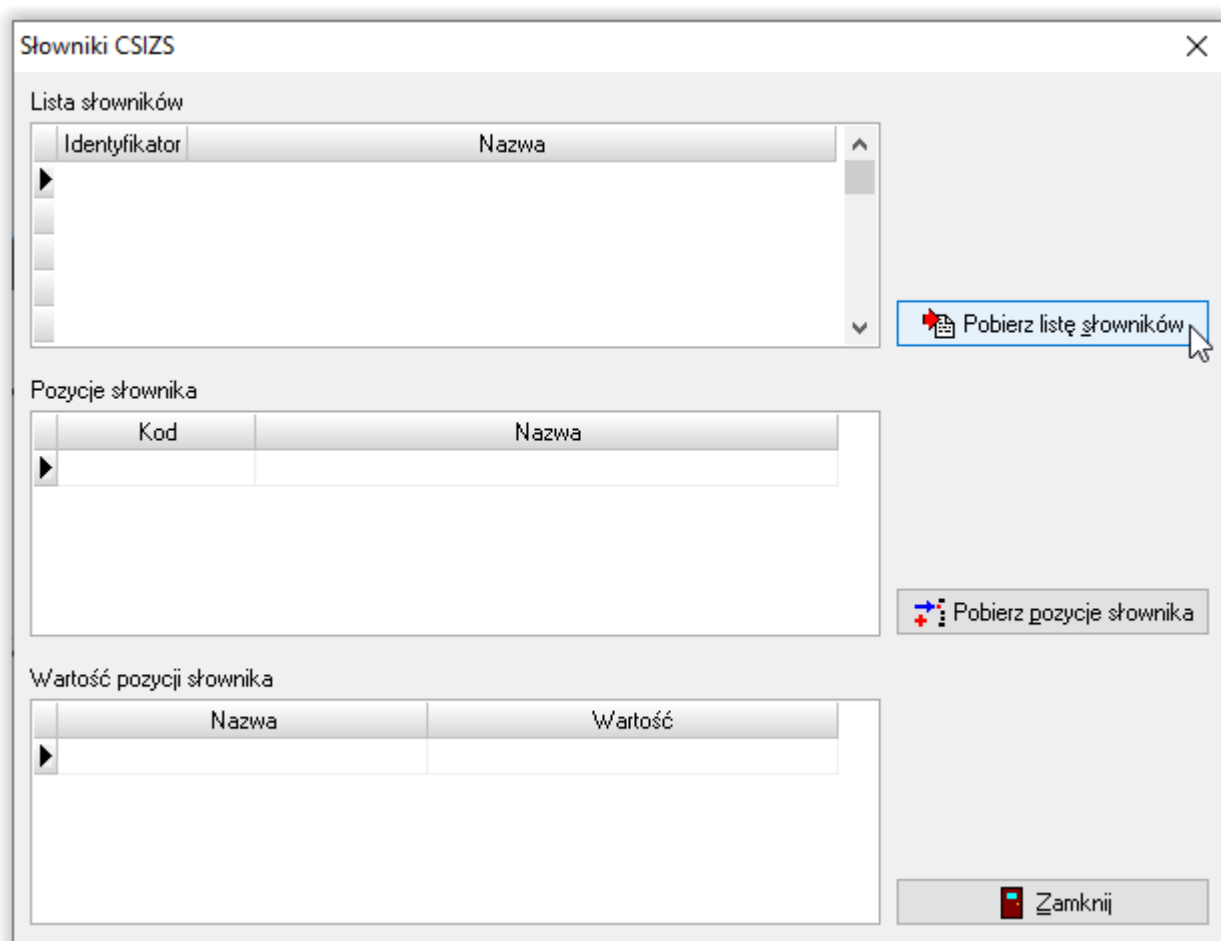 Słowniki CSIZS
Lista słowników
Identyfikator Nazwa
Pobierz listę słowników
Pozycje słownika
Kod Nazwa
Pobierz pozycje słownika
Wartość pozycji słownika
Nazwa Wartość
Zamknij